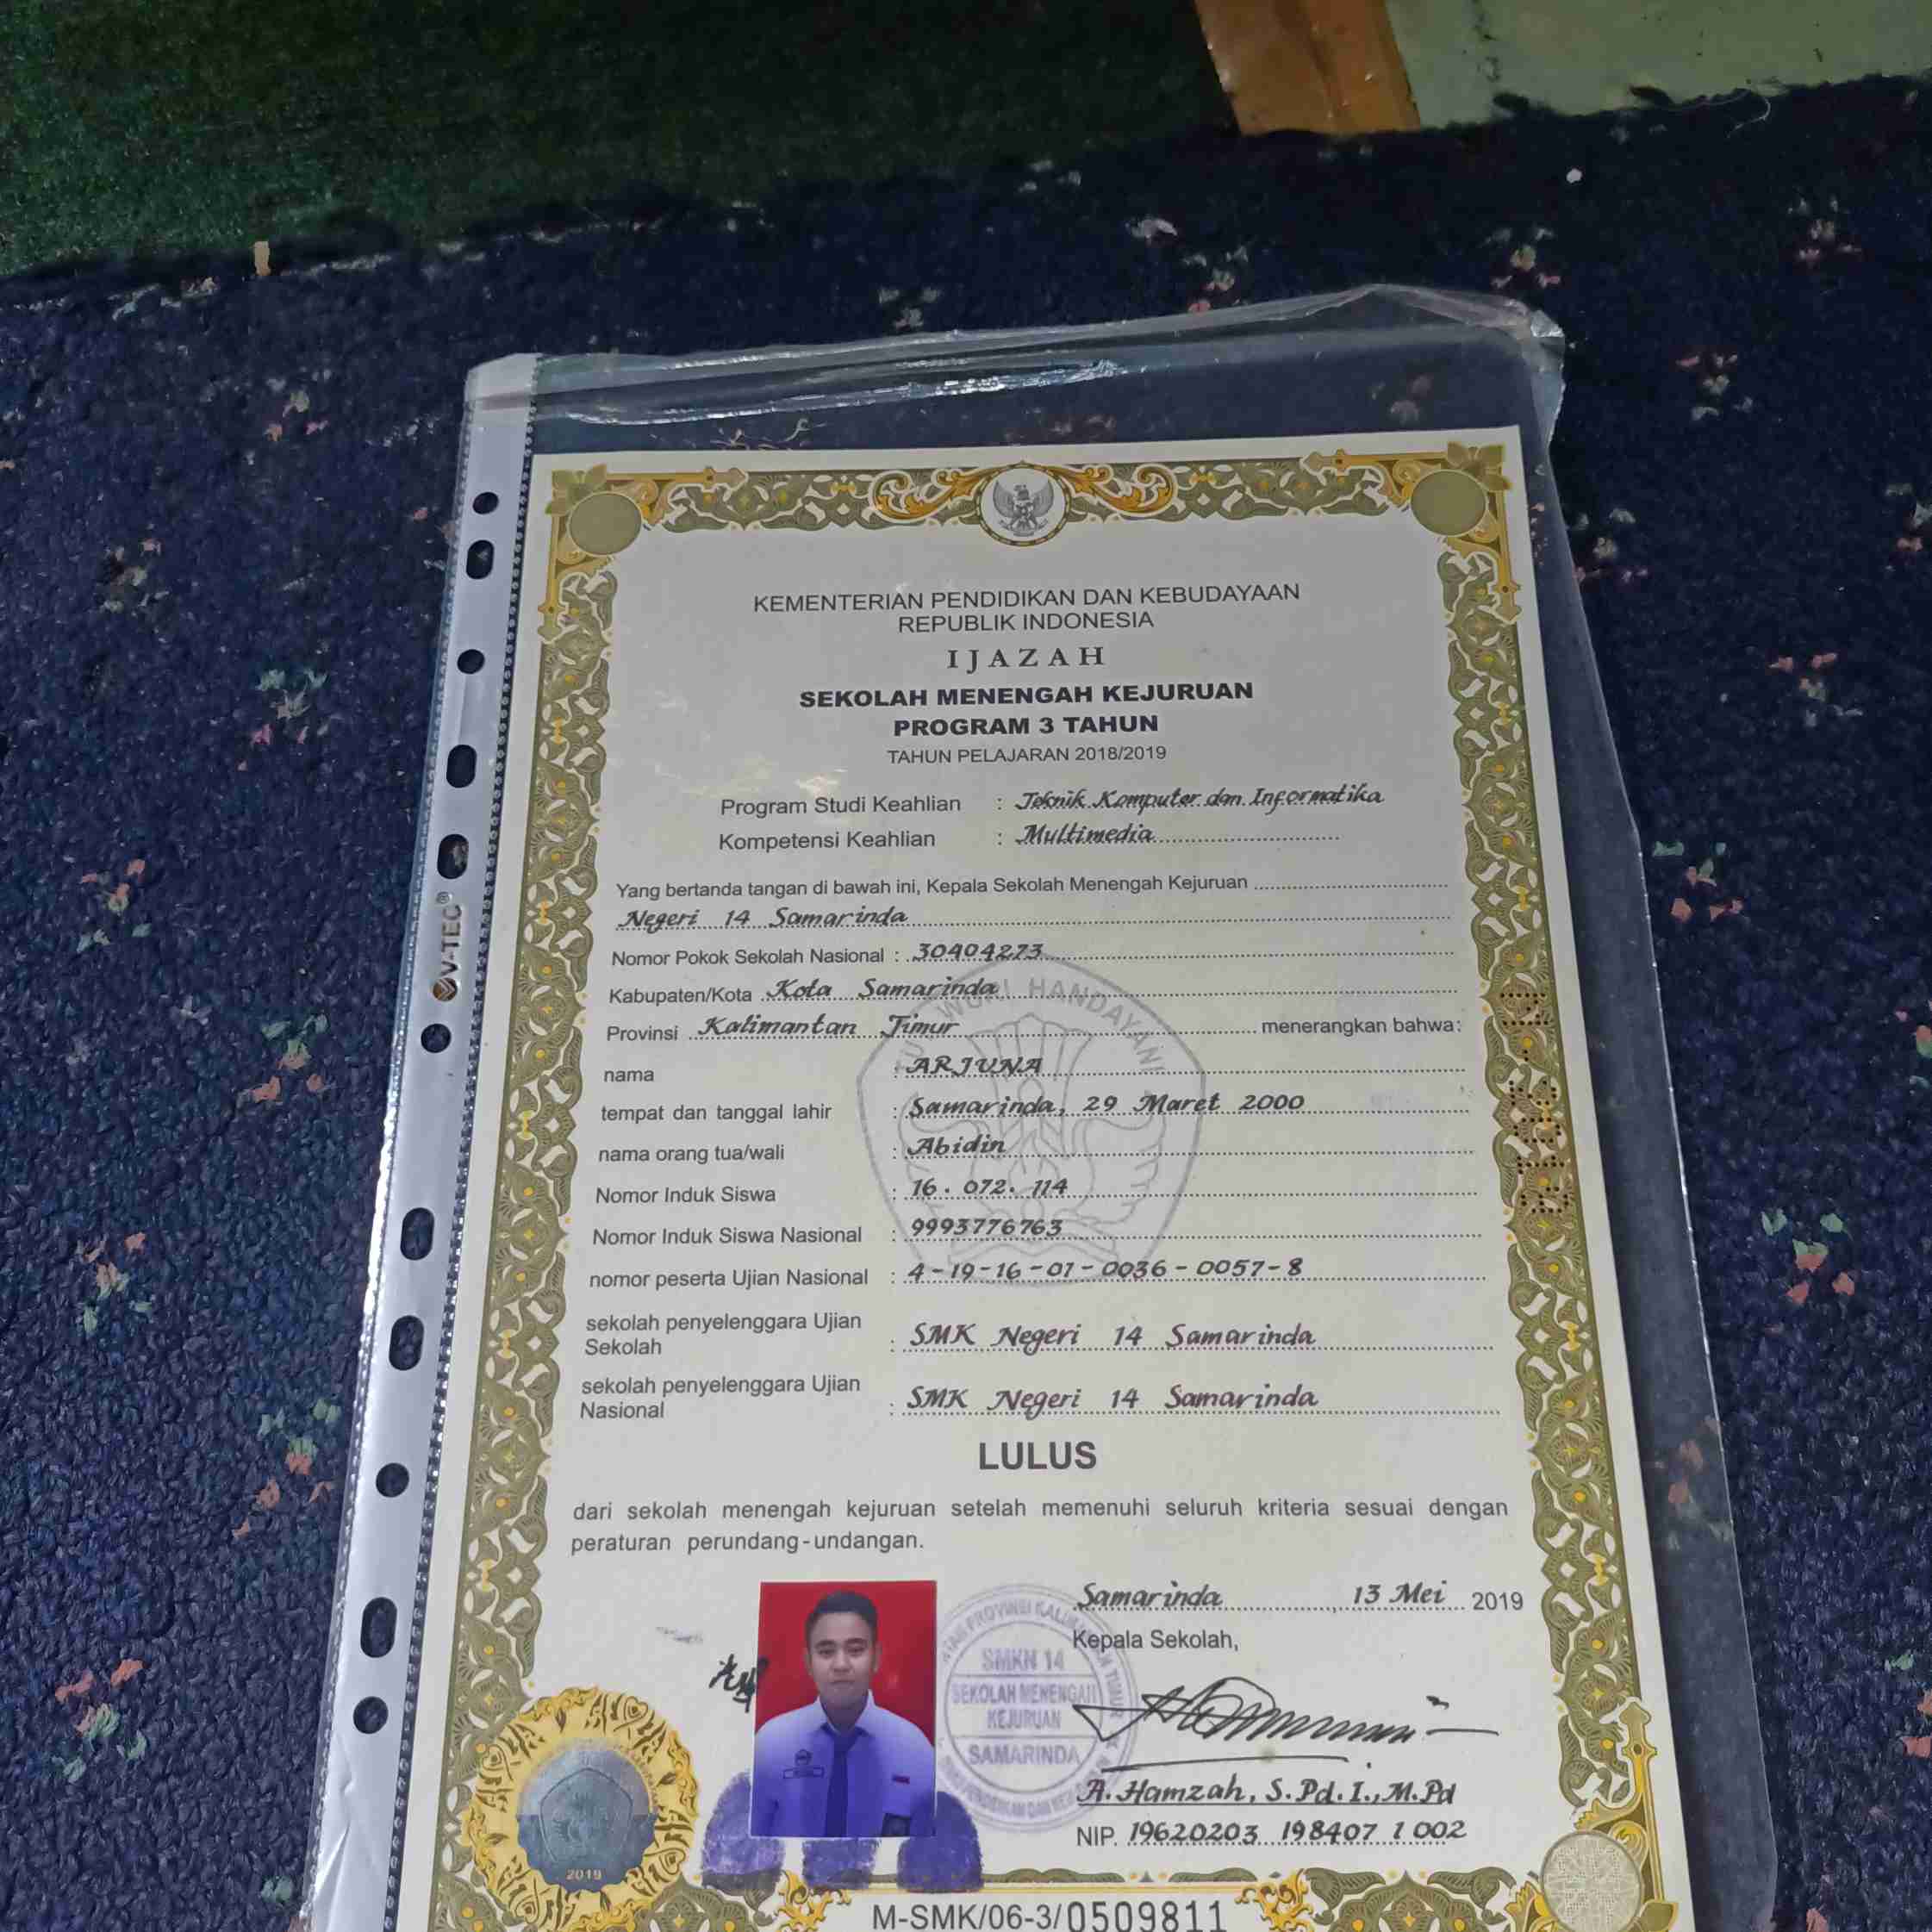 KEMENTERIAN PENDIDIKAN DAN KEBUDAYAAN
REPUBLIK INDONESIA
IJAZAH
SEKOLAH MENENGAH KEJURUAN
PROGRAM 3 TAHUN
TAHUN PELAJARAN 2018/2019
Program Studi Keahlian : Teknik Komputer dan Informatika
Kompetensi Keahlian : Multimedia
Yang bertanda tangan di bawah ini, Kepala Sekolah Menengah Kejuruan
Negeri 14 Samarinda
Nomor Pokok Sekolah Nasional : 30404273
Kabupaten/Kota Kota Samarinda
Provinsi Kalimantan Timur menerangkan bahwa:
nama : ARJUNA
tempat dan tanggal lahir : Samarinda, 29 Maret 2000
nama orang tua/wali : Abidin
Nomor Induk Siswa : 16.072.114
Nomor Induk Siswa Nasional : 9993776763
nomor peserta Ujian Nasional : 4-19-16-01-0036-0057-8
sekolah penyelenggara Ujian
Sekolah : SMK Negeri 14 Samarinda
sekolah penyelenggara Ujian
Nasional : SMK Negeri 14 Samarinda
LULUS
dari sekolah menengah kejuruan setelah memenuhi seluruh kriteria sesuai dengan
peraturan perundang-undangan.
Samarinda, 13 Mei 2019
Kepala Sekolah,
SMKN 14
SEKOLAH MENENGAH
KEJURUAN
SAMARINDA
A. Hamzah, S.Pd.I., M.Pd
NIP. 19620203 198407 1 002
2019
M-SMK/06-3/0509811
V-TEC®
WURI HANDAYANI